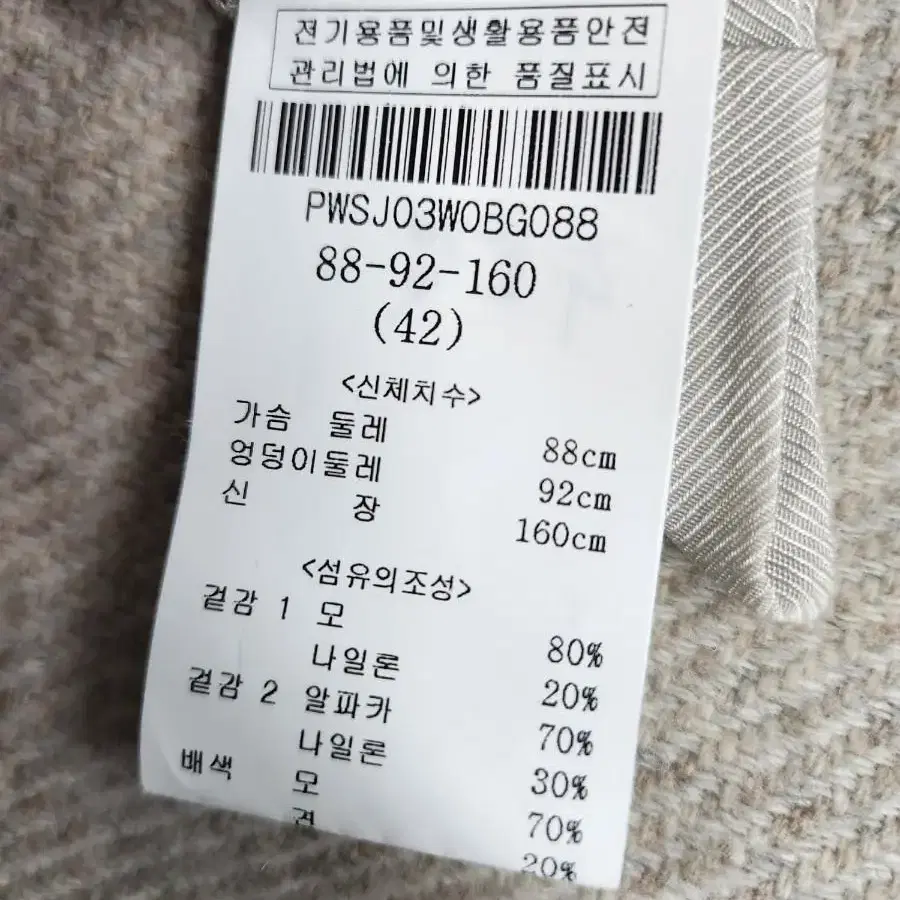 전기용품및생활용품안전
관리법에 의한 품질표시
PWSJ03W0BG088
88-92-160
(42)
<신체치수>
가슴 둘레 88cm
엉덩이둘레 92cm
신 장 160cm
<섬유의조성>
겉감 1 모 80%
나일론 20%
겉감 2 알파카 70%
나일론 30%
배색 모 70%
견 20%